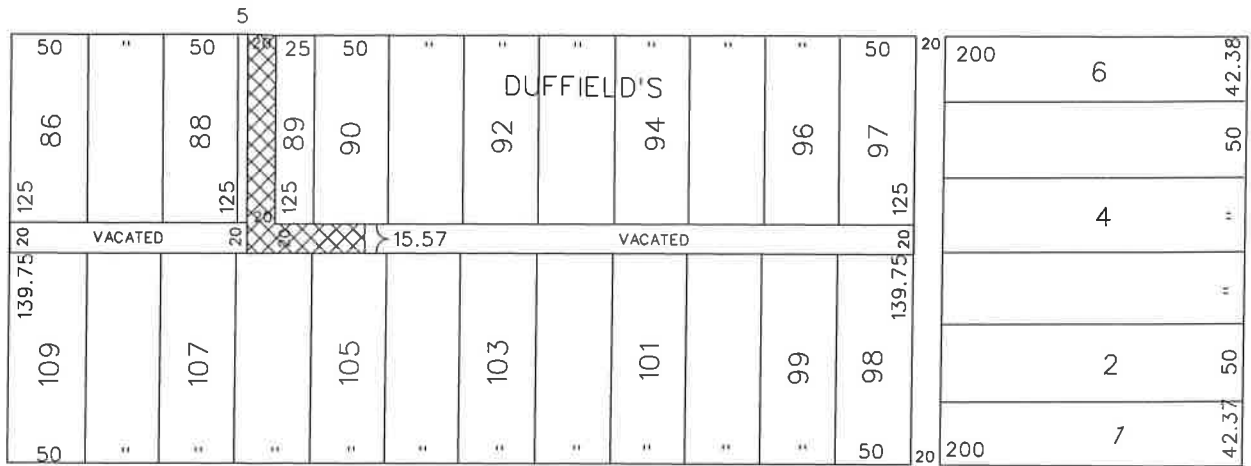 5
50 " 50 20 25 50 " " " " " " 50 20
DUFFIELD'S
86 88 89 90 92 94 96 97
125 125 125 125
20 VACATED 20 20 20 15.57 VACATED 20
139.75 139.75
109 107 105 103 101 99 98
50 " " " " " " " " " " 50 20
200 6 42.38
50
4 "
"
2 50
200 1 42.37